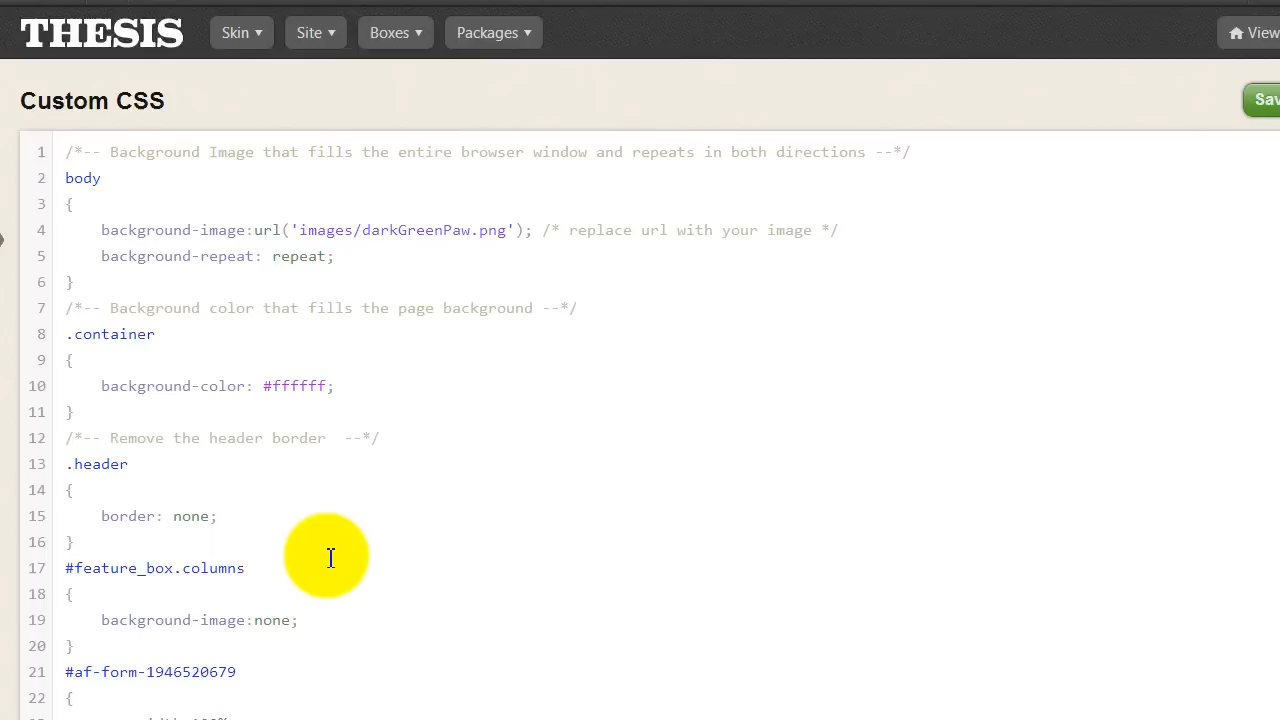 THESIS Skin ▾ Site ▾ Boxes ▾ Packages ▾ View
Custom CSS
1 /*-- Background Image that fills the entire browser window and repeats in both directions --*/
2 body
3 {
4 background-image:url('images/darkGreenPaw.png'); /* replace url with your image */
5 background-repeat: repeat;
6 }
7 /*-- Background color that fills the page background --*/
8 .container
9 {
10 background-color: #ffffff;
11 }
12 /*-- Remove the header border --*/
13 .header
14 {
15 border: none;
16 }
17 #feature_box.columns
18 {
19 background-image:none;
20 }
21 #af-form-1946520679
22 {